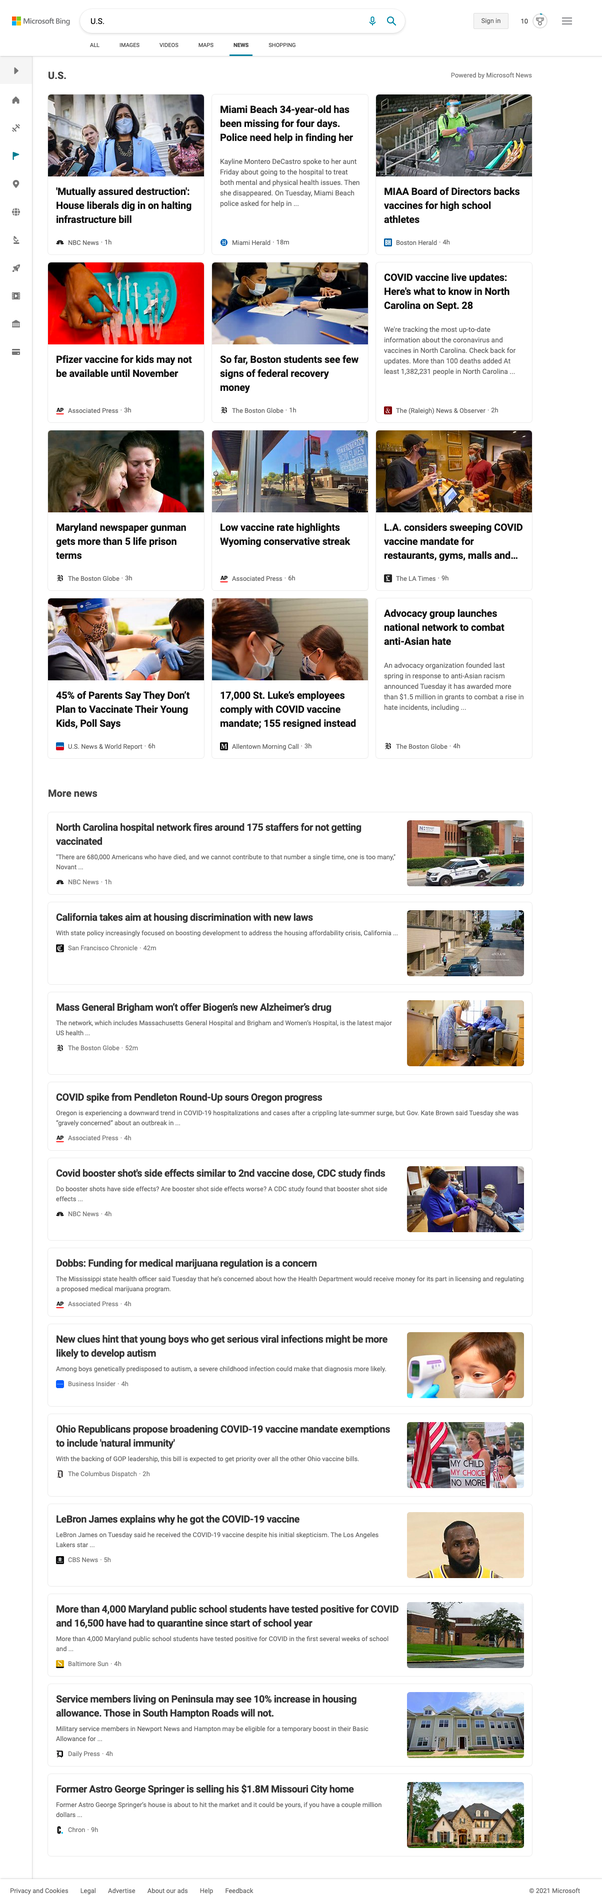 Microsoft Bing
U.S.
Sign in
10
ALL
IMAGES
VIDEOS
MAPS
NEWS
SHOPPING
U.S.
Powered by Microsoft News
'Mutually assured destruction':
House liberals dig in on halting
infrastructure bill
NBC News · 1h
Miami Beach 34-year-old has
been missing for four days.
Police need help in finding her
Kayline Montero DeCastro spoke to her aunt
Friday about going to the hospital to treat
both mental and physical health issues. Then
she disappeared. On Tuesday, Miami Beach
police asked for help in ...
Miami Herald · 18m
MIAA Board of Directors backs
vaccines for high school
athletes
Boston Herald · 4h
Pfizer vaccine for kids may not
be available until November
Associated Press · 3h
So far, Boston students see few
signs of federal recovery
money
The Boston Globe · 1h
COVID vaccine live updates:
Here's what to know in North
Carolina on Sept. 28
We're tracking the most up-to-date
information about the coronavirus and
vaccines in North Carolina. Check back for
updates. More than 100 deaths added At
least 1,382,231 people in North Carolina ...
The (Raleigh) News & Observer · 2h
Maryland newspaper gunman
gets more than 5 life prison
terms
The Boston Globe · 3h
Low vaccine rate highlights
Wyoming conservative streak
Associated Press · 6h
L.A. considers sweeping COVID
vaccine mandate for
restaurants, gyms, malls and...
The LA Times · 9h
45% of Parents Say They Don't
Plan to Vaccinate Their Young
Kids, Poll Says
U.S. News & World Report · 6h
17,000 St. Luke's employees
comply with COVID vaccine
mandate; 155 resigned instead
Allentown Morning Call · 3h
Advocacy group launches
national network to combat
anti-Asian hate
An advocacy organization founded last
spring in response to anti-Asian racism
announced Tuesday it has awarded more
than $1.5 million in grants to combat a rise in
hate incidents, including ...
The Boston Globe · 4h
More news
North Carolina hospital network fires around 175 staffers for not getting
vaccinated
"There are 680,000 Americans who have died, and we cannot contribute to that number a single time, one is too many,"
Novant ...
NBC News · 1h
California takes aim at housing discrimination with new laws
With state policy increasingly focused on boosting development to address the housing affordability crisis, California ...
San Francisco Chronicle · 42m
Mass General Brigham won't offer Biogen's new Alzheimer's drug
The network, which includes Massachusetts General Hospital and Brigham and Women's Hospital, is the latest major
US health ...
The Boston Globe · 52m
COVID spike from Pendleton Round-Up sours Oregon progress
Oregon is experiencing a downward trend in COVID-19 hospitalizations and cases after a crippling late-summer surge, but Gov. Kate Brown said Tuesday she was
"gravely concerned" about an outbreak in ...
Associated Press · 4h
Covid booster shot's side effects similar to 2nd vaccine dose, CDC study finds
Do booster shots have side effects? Are booster shot side effects worse? A CDC study found that booster shot side
effects ...
NBC News · 4h
Dobbs: Funding for medical marijuana regulation is a concern
The Mississippi state health officer said Tuesday that he's concerned about how the Health Department would receive money for its part in licensing and regulating
a proposed medical marijuana program.
Associated Press · 4h
New clues hint that young boys who get serious viral infections might be more
likely to develop autism
Among boys genetically predisposed to autism, a severe childhood infection could make that diagnosis more likely.
Business Insider · 4h
Ohio Republicans propose broadening COVID-19 vaccine mandate exemptions
to include 'natural immunity'
With the backing of GOP leadership, this bill is expected to get priority over all the other Ohio vaccine bills.
The Columbus Dispatch · 2h
MY CHILD
MY CHOICE
NO MORE
LeBron James explains why he got the COVID-19 vaccine
LeBron James on Tuesday said he received the COVID-19 vaccine despite his initial skepticism. The Los Angeles
Lakers star ...
CBS News · 5h
More than 4,000 Maryland public school students have tested positive for COVID
and 16,500 have had to quarantine since start of school year
More than 4,000 Maryland public school students have tested positive for COVID in the first several weeks of school
and ...
Baltimore Sun · 4h
Service members living on Peninsula may see 10% increase in housing
allowance. Those in South Hampton Roads will not.
Military service members in Newport News and Hampton may be eligible for a temporary boost in their Basic
Allowance for ...
Daily Press · 4h
Former Astro George Springer is selling his $1.8M Missouri City home
Former Astro George Springer's house is about to hit the market and it could be yours, if you have a couple million
dollars ...
Chron · 9h
Privacy and Cookies
Legal
Advertise
About our ads
Help
Feedback
© 2021 Microsoft